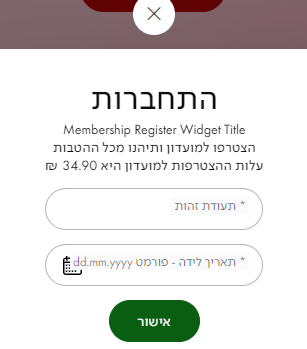 התחברות
Membership Register Widget Title
הצטרפו למועדון ותיהנו מכל ההטבות
עלות ההצטרפות למועדון היא 34.90 ₪
* תעודת זהות
* תאריך לידה - פורמט dd.mm.yyyy
אישור